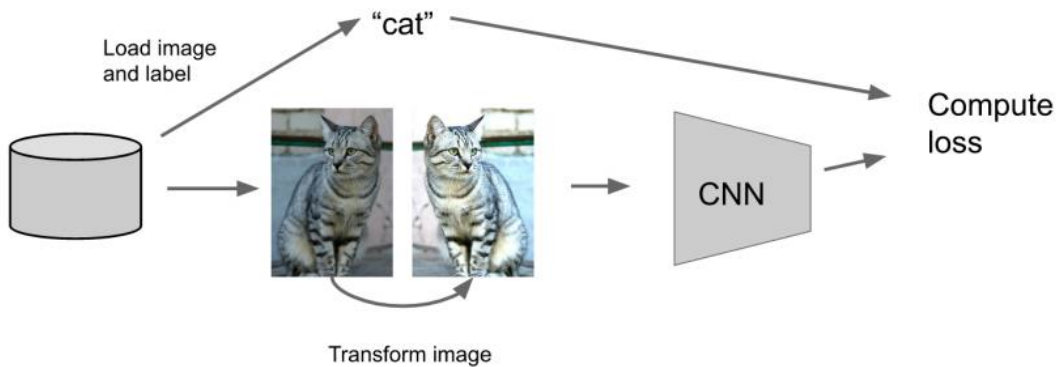 “cat”
Load image
and label
Compute
loss
CNN
Transform image